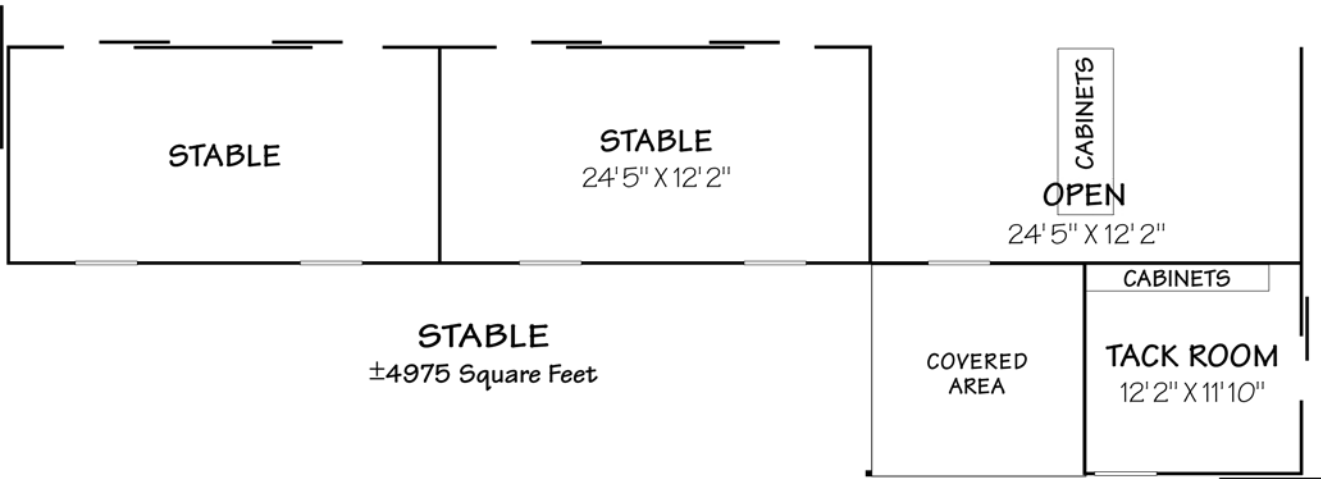 STABLE
STABLE
24'5" X 12'2"
CABINETS
OPEN
24'5" X 12'2"
CABINETS
STABLE
±4975 Square Feet
COVERED
AREA
TACK ROOM
12'2" X 11'10"